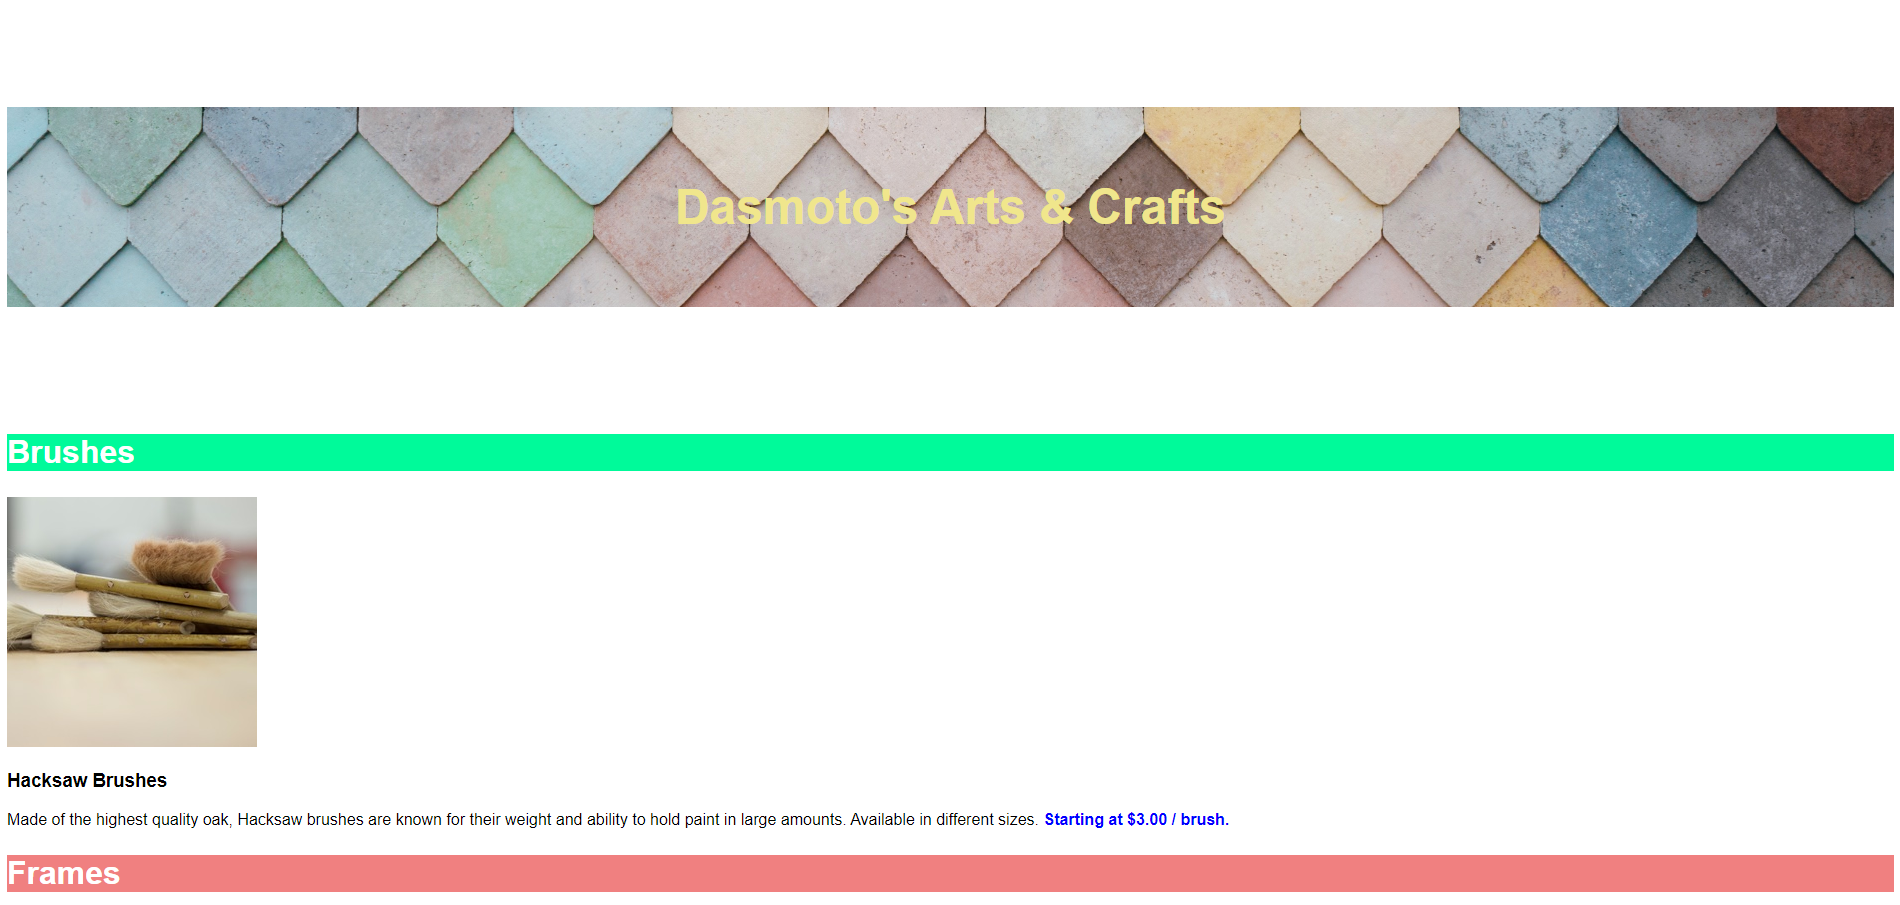 Dasmoto's Arts & Crafts
Brushes
Hacksaw Brushes
Made of the highest quality oak, Hacksaw brushes are known for their weight and ability to hold paint in large amounts. Available in different sizes. Starting at $3.00 / brush.
Frames